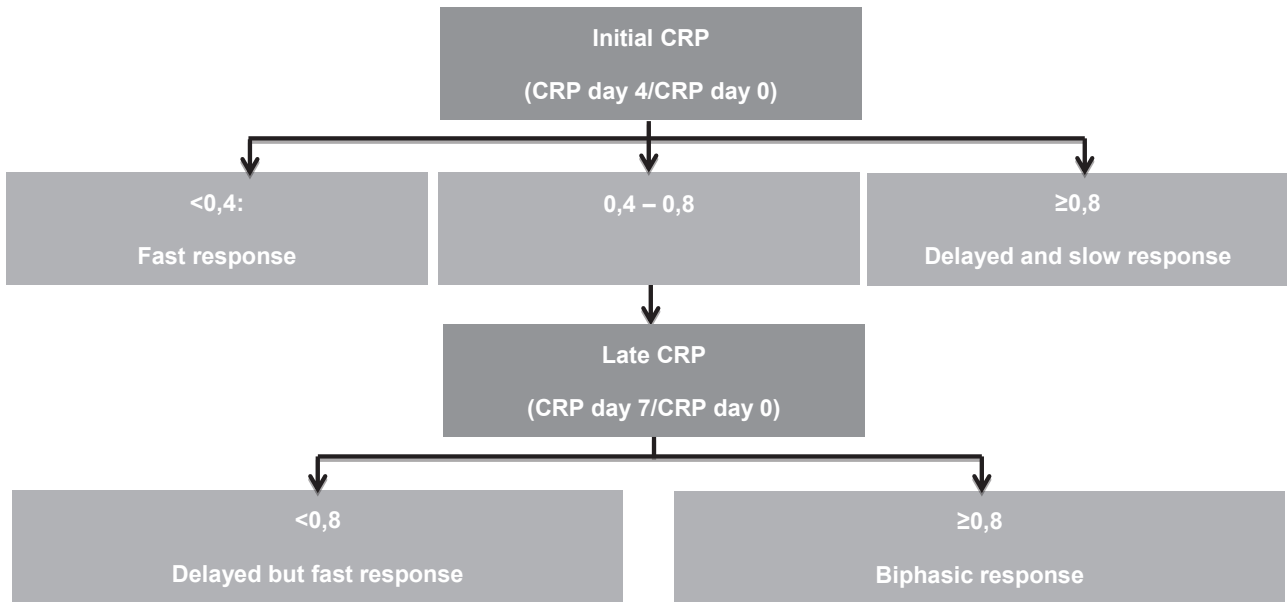 Initial CRP
(CRP day 4/CRP day 0)
<0,4:
Fast response
0,4 – 0,8
≥0,8
Delayed and slow response
Late CRP
(CRP day 7/CRP day 0)
<0,8
Delayed but fast response
≥0,8
Biphasic response